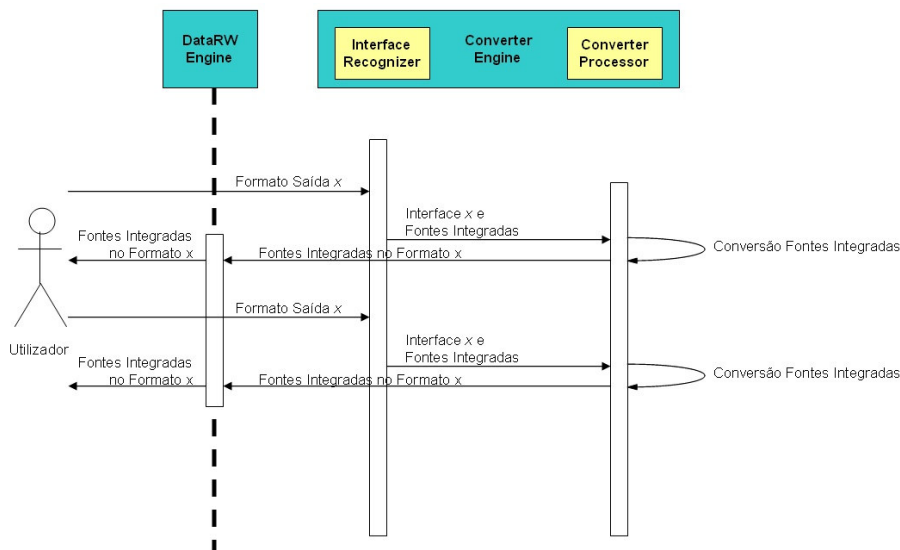 DataRW
Engine
Interface
Recognizer
Converter
Engine
Converter
Processor
Formato Saída x
Interface x e
Fontes Integradas
Fontes Integradas
no Formato x
Fontes Integradas no Formato x
Conversão Fontes Integradas
Formato Saída x
Utilizador
Interface x e
Fontes Integradas
Fontes Integradas
no Formato x
Fontes Integradas no Formato x
Conversão Fontes Integradas